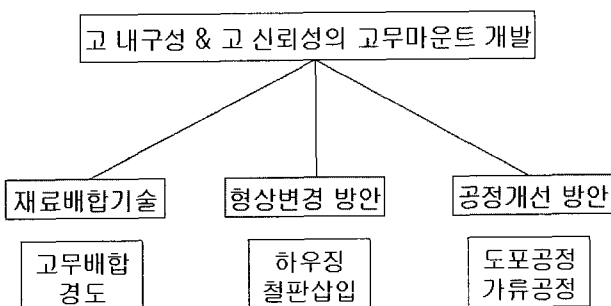 고 내구성 & 고 신뢰성의 고무마운트 개발
재료배합기술
형상변경 방안
공정개선 방안
고무배합
경도
하우징
철판삽입
도포공정
가류공정